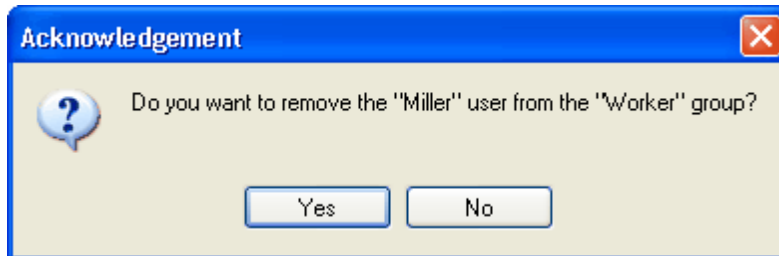 Acknowledgement
Do you want to remove the "Miller" user from the "Worker" group?
Yes
No